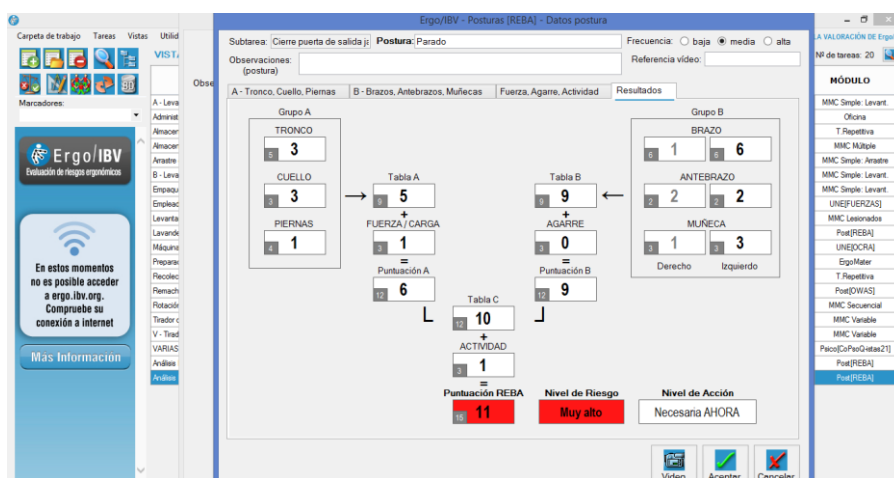 Ergo/IBV - Posturas [REBA] - Datos postura
Carpeta de trabajo Tareas Vistas Utilid
Marcadores:
Ergo/IBV
Evaluación de riesgos ergonómicos
En estos momentos
no es posible acceder
a ergo.ibv.org.
Compruebe su
conexión a internet
Más Información
VISTA
A - Leva
Administ
Almacen
Almacen
Arrastre
B - Leva
Empaqu
Emplead
Levanta
Lavande
Máquina
Preparac
Recolec
Remach
Rotació
Tirador c
V - Tirad
VARIAS
Análisis
Análisis
Obse
Subtarea: Cierre puerta de salida ja Postura: Parado Frecuencia: baja media alta
Observaciones:
(postura)
Referencia vídeo:
A - Tronco, Cuello, Piernas B - Brazos, Antebrazos, Muñecas Fuerza, Agarre, Actividad Resultados
Grupo A Grupo B
TRONCO BRAZO
5 3 6 1 6 6
CUELLO Tabla A Tabla B ANTEBRAZO
3 3 9 5 9 9 2 2 2 2
+ +
PIERNAS FUERZA / CARGA AGARRE MUÑECA
4 1 3 1 3 0 3 1 3 3
= =
Puntuación A Puntuación B Derecho Izquierdo
12 6 12 9
Tabla C
12 10
+
ACTIVIDAD
3 1
=
Puntuación REBA Nivel de Riesgo Nivel de Acción
15 11 Muy alto Necesaria AHORA
Vídeo Aceptar Cancelar
LA VALORACIÓN DE Ergo/
Nº de tareas: 20
MÓDULO
MMC Simple: Levant.
Oficina
T.Repetitiva
MMC Múltiple
MMC Simple: Arrastre
MMC Simple: Levant.
MMC Simple: Levant.
UNE[FUERZAS]
MMC Lesionados
Post[REBA]
UNE[OCRA]
ErgoMater
T.Repetitiva
Post[OWAS]
MMC Secuencial
MMC Variable
MMC Variable
Psico[CoPsoQ-istas21]
Post[REBA]
Post[REBA]